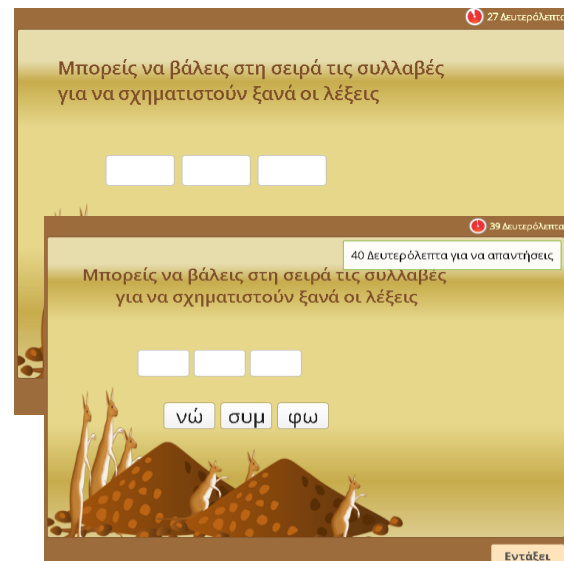 27 Δευτερόλεπτα
Μπορείς να βάλεις στη σειρά τις συλλαβές
για να σχηματιστούν ξανά οι λέξεις
39 Δευτερόλεπτα
40 Δευτερόλεπτα για να απαντήσεις
Μπορείς να βάλεις στη σειρά τις συλλαβές
για να σχηματιστούν ξανά οι λέξεις
νώ συμ φω
Εντάξει